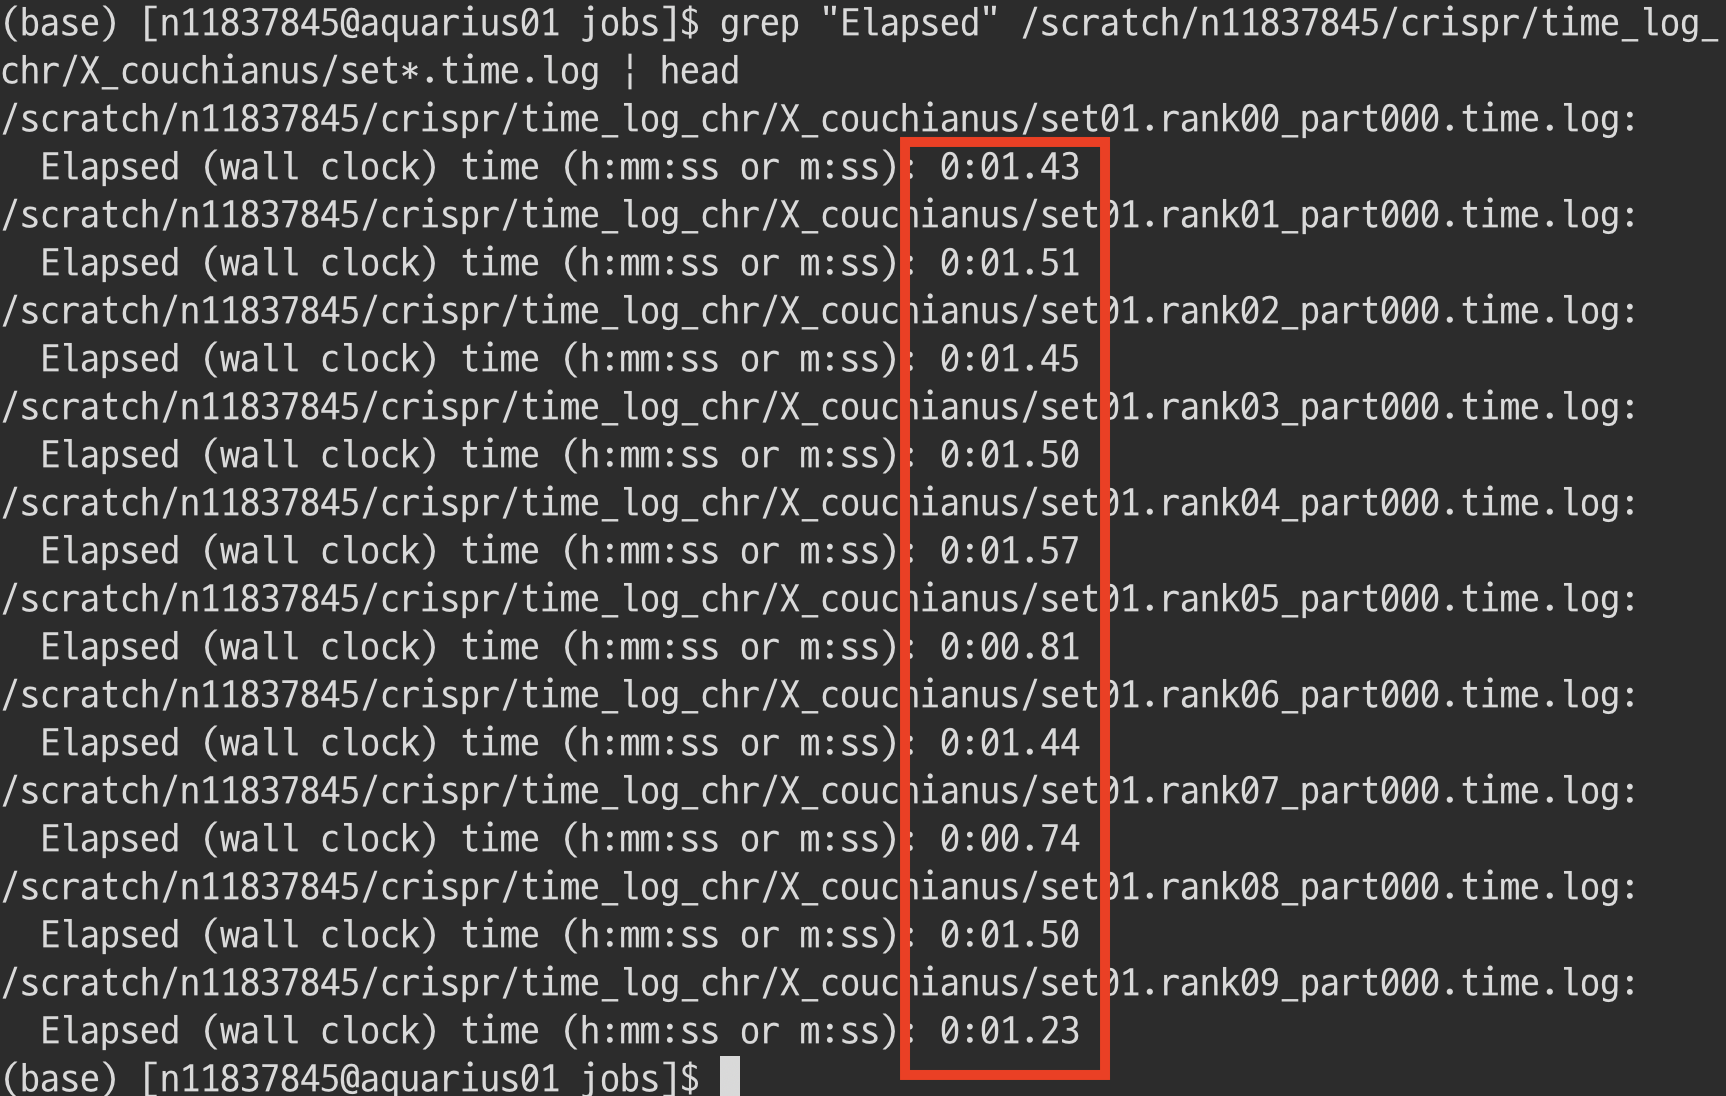 (base) [n11837845@aquarius01 jobs]$ grep "Elapsed" /scratch/n11837845/crispr/time_log_
chr/X_couchianus/set*.time.log | head
/scratch/n11837845/crispr/time_log_chr/X_couchianus/set01.rank00_part000.time.log:
  Elapsed (wall clock) time (h:mm:ss or m:ss): 0:01.43
/scratch/n11837845/crispr/time_log_chr/X_couchianus/set01.rank01_part000.time.log:
  Elapsed (wall clock) time (h:mm:ss or m:ss): 0:01.51
/scratch/n11837845/crispr/time_log_chr/X_couchianus/set01.rank02_part000.time.log:
  Elapsed (wall clock) time (h:mm:ss or m:ss): 0:01.45
/scratch/n11837845/crispr/time_log_chr/X_couchianus/set01.rank03_part000.time.log:
  Elapsed (wall clock) time (h:mm:ss or m:ss): 0:01.50
/scratch/n11837845/crispr/time_log_chr/X_couchianus/set01.rank04_part000.time.log:
  Elapsed (wall clock) time (h:mm:ss or m:ss): 0:01.57
/scratch/n11837845/crispr/time_log_chr/X_couchianus/set01.rank05_part000.time.log:
  Elapsed (wall clock) time (h:mm:ss or m:ss): 0:00.81
/scratch/n11837845/crispr/time_log_chr/X_couchianus/set01.rank06_part000.time.log:
  Elapsed (wall clock) time (h:mm:ss or m:ss): 0:01.44
/scratch/n11837845/crispr/time_log_chr/X_couchianus/set01.rank07_part000.time.log:
  Elapsed (wall clock) time (h:mm:ss or m:ss): 0:00.74
/scratch/n11837845/crispr/time_log_chr/X_couchianus/set01.rank08_part000.time.log:
  Elapsed (wall clock) time (h:mm:ss or m:ss): 0:01.50
/scratch/n11837845/crispr/time_log_chr/X_couchianus/set01.rank09_part000.time.log:
  Elapsed (wall clock) time (h:mm:ss or m:ss): 0:01.23
(base) [n11837845@aquarius01 jobs]$